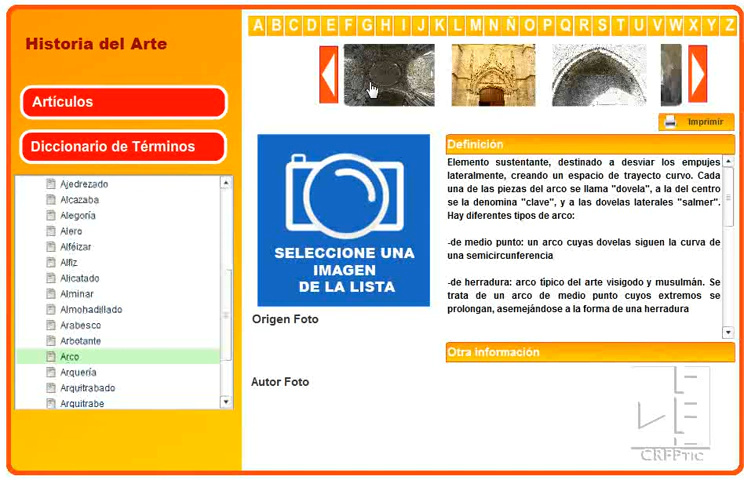 Historia del Arte
A B C D E F G H I J K L M N Ñ O P Q R S T U V W X Y Z
Artículos
Diccionario de Términos
Ajedrezado
Alcazaba
Alegoría
Alero
Alféizar
Alfiz
Alicatado
Alminar
Almohadillado
Arabesco
Arbotante
Arco
Arquería
Arquitrabado
Arquitrabe
Imprimir
SELECCIONE UNA
IMAGEN
DE LA LISTA
Origen Foto
Autor Foto
Definición
Elemento sustentante, destinado a desviar los empujes
lateralmente, creando un espacio de trayecto curvo. Cada
una de las piezas del arco se llama "dovela", a la del centro
se la denomina "clave", y a las dovelas laterales "salmer".
Hay diferentes tipos de arco:
-de medio punto: un arco cuyas dovelas siguen la curva de
una semicircunferencia
-de herradura: arco típico del arte visigodo y musulmán. Se
trata de un arco de medio punto cuyos extremos se
prolongan, asemejándose a la forma de una herradura
Otra información
CRFPTIC